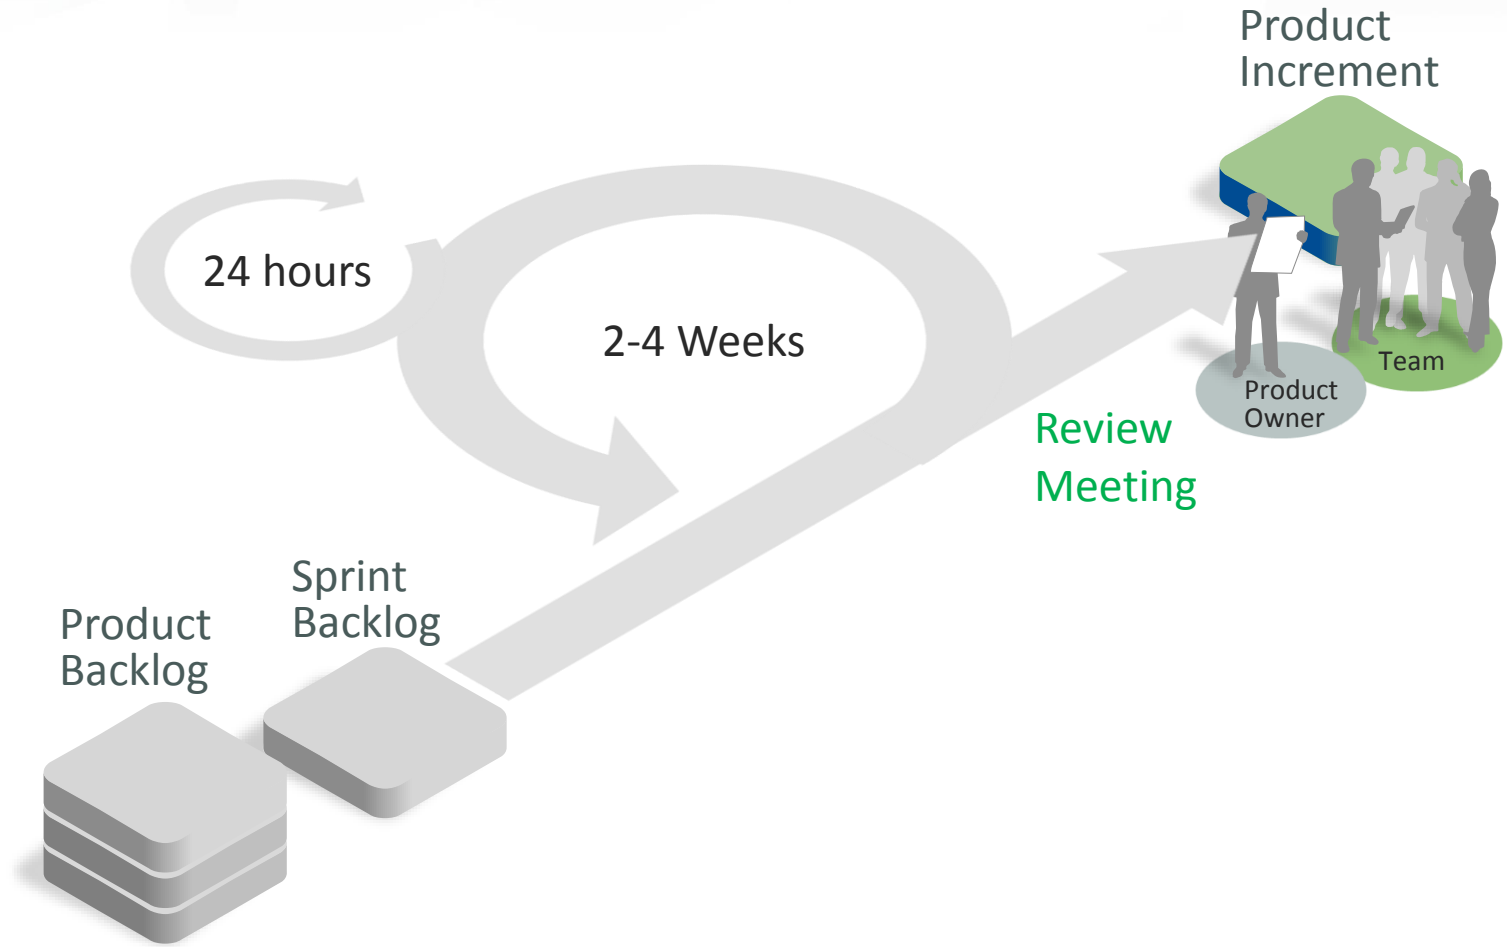 Product
Increment
24 hours
2-4 Weeks
Team
Product
Owner
Review
Meeting
Sprint
Backlog
Product
Backlog